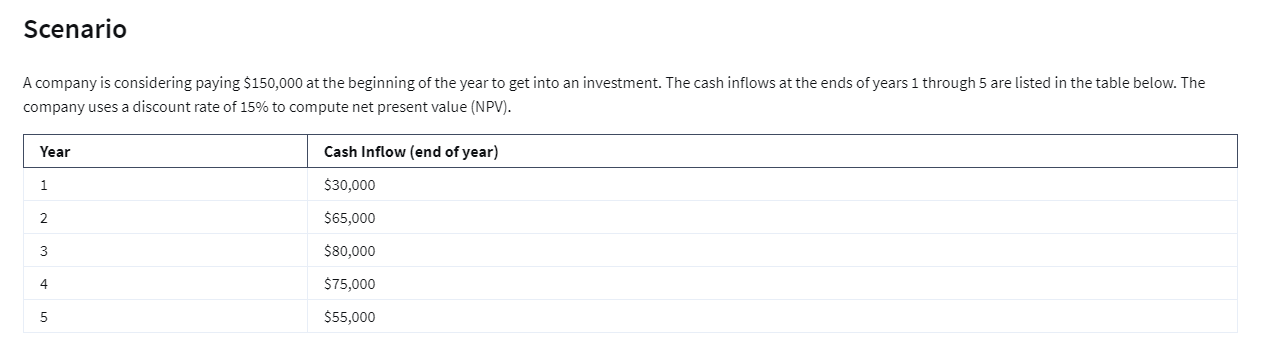 Scenario
A company is considering paying $150,000 at the beginning of the year to get into an investment. The cash inflows at the ends of years 1 through 5 are listed in the table below. The
company uses a discount rate of 15% to compute net present value (NPV).
Year Cash Inflow (end of year)
1 $30,000
2 $65,000
3 $80,000
4 $75,000
5 $55,000